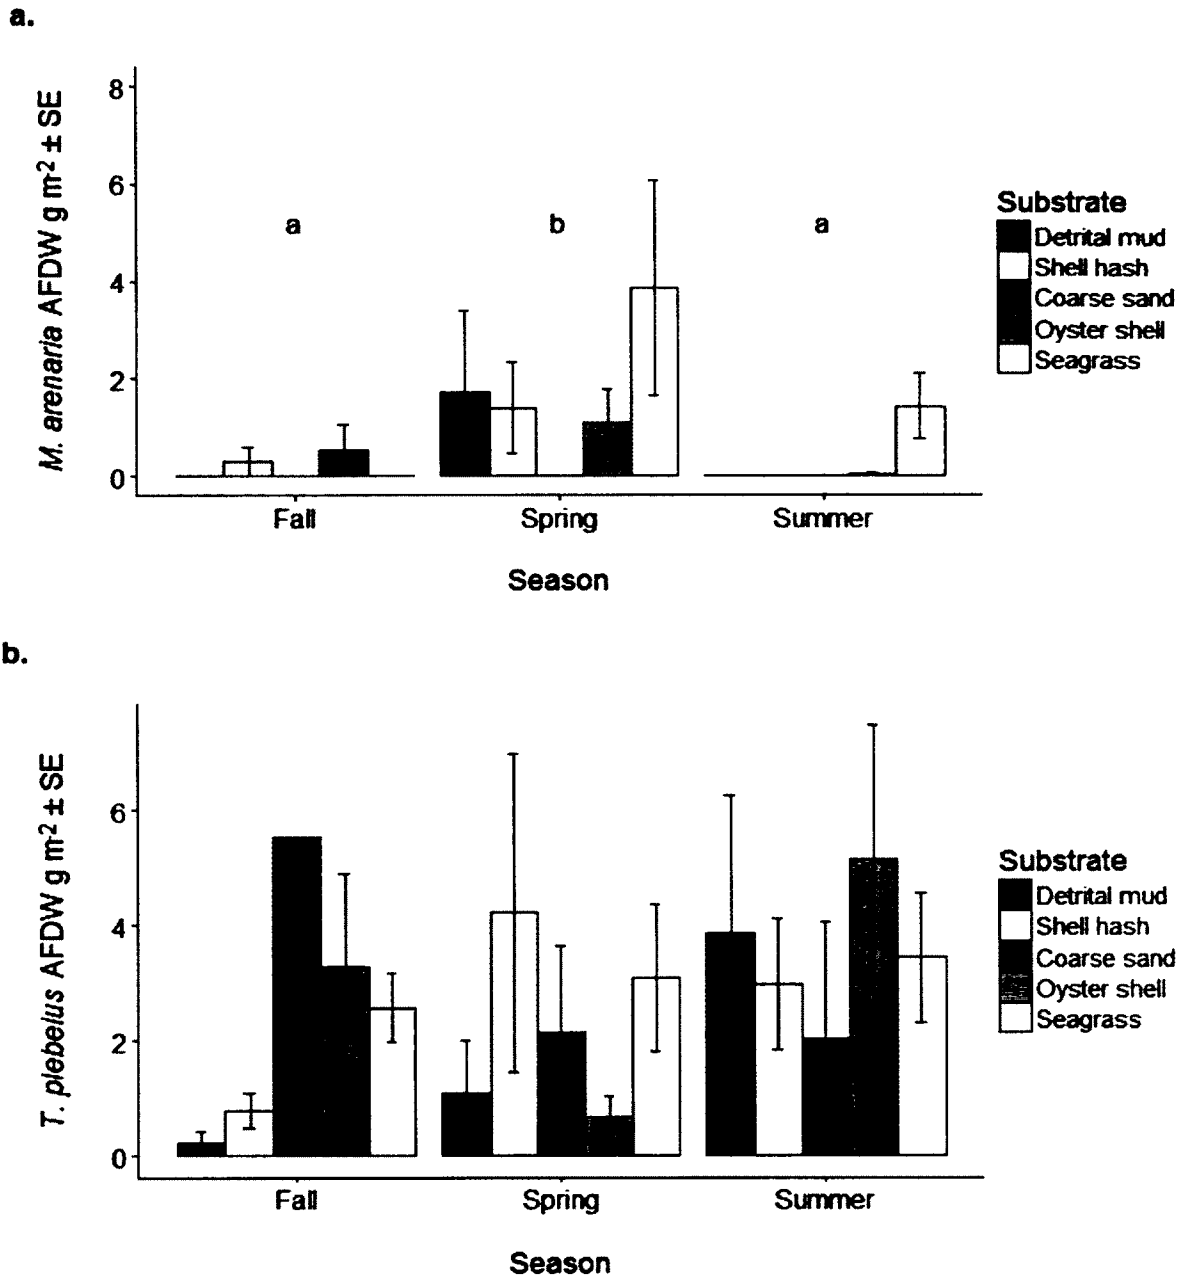 a.
M. arenaria AFDW g m-2 ± SE
8
6
4
2
0
a
b
a
Fall
Spring
Summer
Season
Substrate
Detrital mud
Shell hash
Coarse sand
Oyster shell
Seagrass
b.
T. plebelus AFDW g m-2 ± SE
6
4
2
0
Fall
Spring
Summer
Season
Substrate
Detrital mud
Shell hash
Coarse sand
Oyster shell
Seagrass